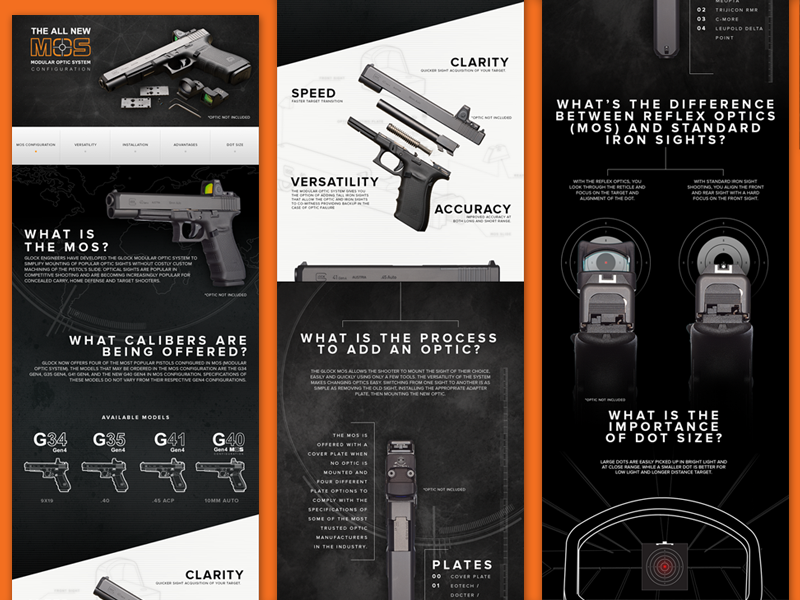 THE ALL NEW
MOS
MODULAR OPTIC SYSTEM
CONFIGURATION
*OPTIC NOT INCLUDED
MOS CONFIGURATION
VERSATILITY
INSTALLATION
ADVANTAGES
DOT SIZE
WHAT IS
THE MOS?
GLOCK ENGINEERS HAVE DEVELOPED THE GLOCK MODULAR OPTIC SYSTEM TO
SIMPLIFY MOUNTING OF POPULAR OPTIC SIGHTS WITHOUT COSTLY CUSTOM
MACHINING OF THE PISTOL'S SLIDE. OPTICAL SIGHTS ARE POPULAR IN
COMPETITIVE SHOOTING AND ARE BECOMING INCREASINGLY POPULAR FOR
CONCEALED CARRY, HOME DEFENSE AND TARGET SHOOTERS.
*OPTIC NOT INCLUDED
WHAT CALIBERS ARE
BEING OFFERED?
GLOCK NOW OFFERS FOUR OF THE MOST POPULAR PISTOLS CONFIGURED IN MOS (MODULAR
OPTIC SYSTEM). THE MODELS THAT MAY BE ORDERED IN THE MOS CONFIGURATION ARE THE G34
GEN4, G35 GEN4, G41 GEN4, AND THE NEW G40 GEN4 IN MOS CONFIGURATION. SPECIFICATIONS OF
THESE MODELS DO NOT VARY FROM THEIR RESPECTIVE GEN4 CONFIGURATIONS.
AVAILABLE MODELS
G34 Gen4
G35 Gen4
G41 Gen4
G40 Gen4 MOS
9X19
.40
.45 ACP
10MM AUTO
CLARITY
QUICKER SIGHT ACQUISITION OF YOUR TARGET
CLARITY
QUICKER SIGHT ACQUISITION OF YOUR TARGET
SPEED
FASTER TARGET TRANSITION
*OPTIC NOT INCLUDED
VERSATILITY
THE MODULAR OPTIC SYSTEM GIVES YOU
THE OPTION OF ADDING TALL IRON SIGHTS
THAT ALLOW THE OPTIC AND IRON SIGHTS
TO CO-WITNESS PROVIDING BACKUP IN THE
CASE OF OPTIC FAILURE.
ACCURACY
IMPROVED ACCURACY AT
BOTH LONG AND SHORT RANGE.
WHAT IS THE PROCESS
TO ADD AN OPTIC?
THE GLOCK MOS ALLOWS THE SHOOTER TO MOUNT THE SIGHT OF THEIR CHOICE,
EASILY AND QUICKLY USING ONLY A FEW TOOLS. THE VERSATILITY OF THE SYSTEM
MAKES CHANGING OPTICS EASY. SWITCHING FROM ONE SIGHT TO ANOTHER IS AS
SIMPLE AS REMOVING THE OLD SIGHT, INSTALLING THE APPROPRIATE ADAPTER
PLATE, THEN MOUNTING THE NEW OPTIC.
THE MOS IS
OFFERED WITH A
COVER PLATE WHEN
NO OPTIC IS
MOUNTED AND
FOUR DIFFERENT
PLATE OPTIONS TO
COMPLY WITH THE
SPECIFICATIONS OF
SOME OF THE MOST
TRUSTED OPTIC
MANUFACTURERS
IN THE INDUSTRY.
*OPTIC NOT INCLUDED
PLATES
00 COVER PLATE
01 EOTECH /
DOCTER /
MEOPTA
02 TRIJICON RMR
03 C-MORE
04 LEUPOLD DELTA
POINT
WHAT'S THE DIFFERENCE
BETWEEN REFLEX OPTICS
(MOS) AND STANDARD
IRON SIGHTS?
WITH THE REFLEX OPTICS, YOU
LOOK THROUGH THE RETICLE AND
FOCUS ON THE TARGET AND
ALIGNMENT OF THE DOT.
WITH STANDARD IRON SIGHT
SHOOTING, YOU ALIGN THE FRONT
AND REAR SIGHT WITH A HARD
FOCUS ON THE FRONT SIGHT.
*OPTIC NOT INCLUDED
WHAT IS THE
IMPORTANCE
OF DOT SIZE?
LARGE DOTS ARE EASILY PICKED UP IN BRIGHT LIGHT AND
AT CLOSE RANGE. WHILE A SMALLER DOT IS BETTER FOR
LOW LIGHT AND LONGER DISTANCE TARGET.